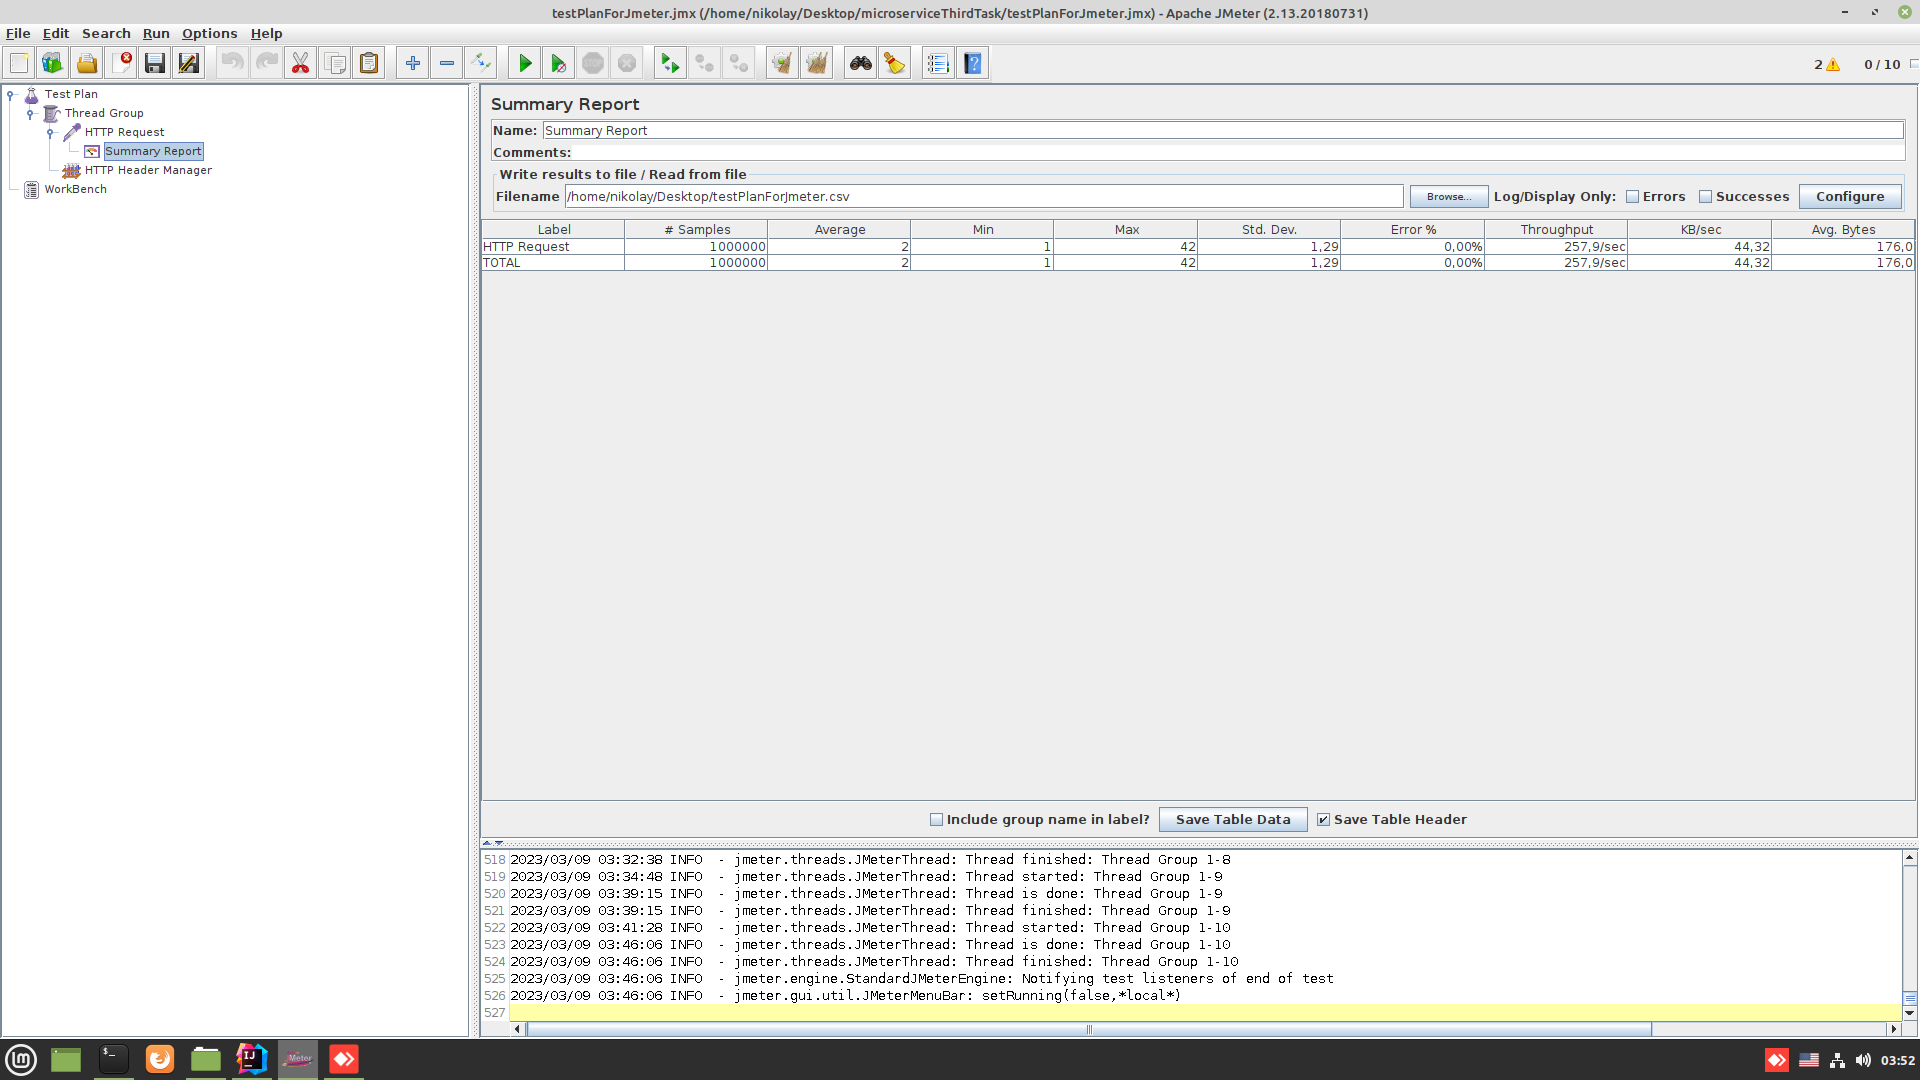 testPlanForJmeter.jmx (/home/nikolay/Desktop/microserviceThirdTask/testPlanForJmeter.jmx) - Apache JMeter (2.13.20180731)
File Edit Search Run Options Help
2 0 / 10
Test Plan
Thread Group
HTTP Request
Summary Report
HTTP Header Manager
WorkBench
Summary Report
Name: Summary Report
Comments:
Write results to file / Read from file
Filename /home/nikolay/Desktop/testPlanForJmeter.csv Browse... Log/Display Only: Errors Successes Configure
Label # Samples Average Min Max Std. Dev. Error % Throughput KB/sec Avg. Bytes
HTTP Request 1000000 2 1 42 1,29 0,00% 257,9/sec 44,32 176,0
TOTAL 1000000 2 1 42 1,29 0,00% 257,9/sec 44,32 176,0
Include group name in label? Save Table Data Save Table Header
518 2023/03/09 03:32:38 INFO - jmeter.threads.JMeterThread: Thread finished: Thread Group 1-8
519 2023/03/09 03:34:48 INFO - jmeter.threads.JMeterThread: Thread started: Thread Group 1-9
520 2023/03/09 03:39:15 INFO - jmeter.threads.JMeterThread: Thread is done: Thread Group 1-9
521 2023/03/09 03:39:15 INFO - jmeter.threads.JMeterThread: Thread finished: Thread Group 1-9
522 2023/03/09 03:41:28 INFO - jmeter.threads.JMeterThread: Thread started: Thread Group 1-10
523 2023/03/09 03:46:06 INFO - jmeter.threads.JMeterThread: Thread is done: Thread Group 1-10
524 2023/03/09 03:46:06 INFO - jmeter.threads.JMeterThread: Thread finished: Thread Group 1-10
525 2023/03/09 03:46:06 INFO - jmeter.engine.StandardJMeterEngine: Notifying test listeners of end of test
526 2023/03/09 03:46:06 INFO - jmeter.gui.util.JMeterMenuBar: setRunning(false,*local*)
527
03:52